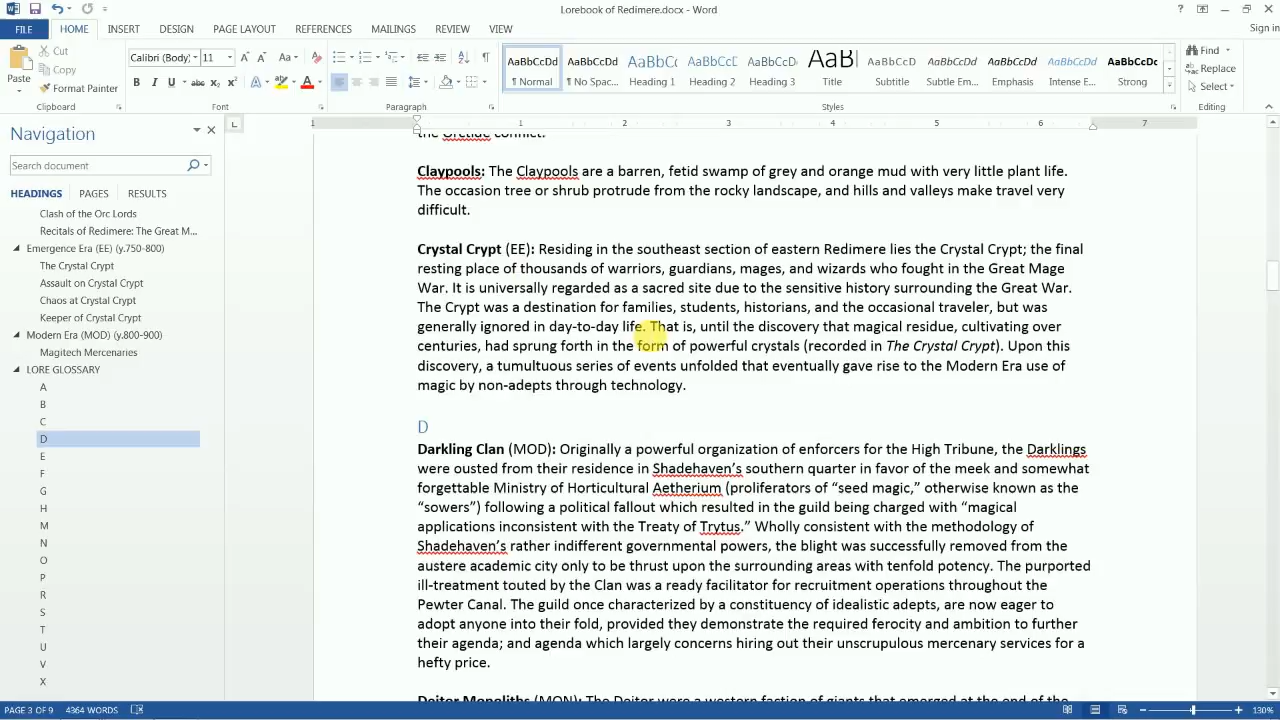 Lorebook of Redimere.docx - Word
?
Sign in
FILE HOME INSERT DESIGN PAGE LAYOUT REFERENCES MAILINGS REVIEW VIEW
Paste
Cut
Copy
Format Painter
Clipboard
Calibri (Body) 11
Font
Paragraph
AaBbCcDd AaBbCcDd AaBbCc AaBbCcD AaBbCcD AaB AaBbCcD AaBbCcDd AaBbCcDd AaBbCcDd AaBbCcDc
¶ Normal ¶ No Spac... Heading 1 Heading 2 Heading 3 Title Subtitle Subtle Em... Emphasis Intense E... Strong
Styles
Find
Replace
Select
Editing
Navigation
Search document
HEADINGS PAGES RESULTS
Clash of the Orc Lords
Recitals of Redimere: The Great M...
Emergence Era (EE) (y.750-800)
The Crystal Crypt
Assault on Crystal Crypt
Chaos at Crystal Crypt
Keeper of Crystal Crypt
Modern Era (MOD) (y.800-900)
Magitech Mercenaries
LORE GLOSSARY
A
B
C
D
E
F
G
H
M
N
O
P
R
S
T
U
V
X
1 1 2 3 4 5 6 7
the Orctide conflict.
Claypools: The Claypools are a barren, fetid swamp of grey and orange mud with very little plant life.
The occasion tree or shrub protrude from the rocky landscape, and hills and valleys make travel very
difficult.
Crystal Crypt (EE): Residing in the southeast section of eastern Redimere lies the Crystal Crypt; the final
resting place of thousands of warriors, guardians, mages, and wizards who fought in the Great Mage
War. It is universally regarded as a sacred site due to the sensitive history surrounding the Great War.
The Crypt was a destination for families, students, historians, and the occasional traveler, but was
generally ignored in day-to-day life. That is, until the discovery that magical residue, cultivating over
centuries, had sprung forth in the form of powerful crystals (recorded in The Crystal Crypt). Upon this
discovery, a tumultuous series of events unfolded that eventually gave rise to the Modern Era use of
magic by non-adepts through technology.
D
Darkling Clan (MOD): Originally a powerful organization of enforcers for the High Tribune, the Darklings
were ousted from their residence in Shadehaven’s southern quarter in favor of the meek and somewhat
forgettable Ministry of Horticultural Aetherium (proliferators of “seed magic,” otherwise known as the
“sowers”) following a political fallout which resulted in the guild being charged with “magical
applications inconsistent with the Treaty of Trytus.” Wholly consistent with the methodology of
Shadehaven’s rather indifferent governmental powers, the blight was successfully removed from the
austere academic city only to be thrust upon the surrounding areas with tenfold potency. The purported
ill-treatment touted by the Clan was a ready facilitator for recruitment operations throughout the
Pewter Canal. The guild once characterized by a constituency of idealistic adepts, are now eager to
adopt anyone into their fold, provided they demonstrate the required ferocity and ambition to further
their agenda; and agenda which largely concerns hiring out their unscrupulous mercenary services for a
hefty price.
Deitor Monoliths (MON): The Deitor were a western faction of giants that emerged at the end of the
PAGE 3 OF 9 4364 WORDS
130%